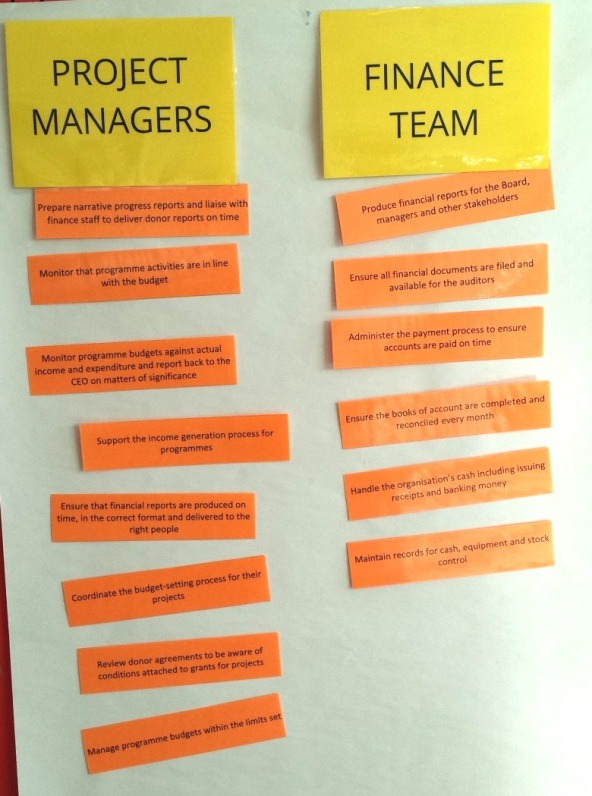 PROJECT
MANAGERS
Prepare narrative progress reports and liaise with
finance staff to deliver donor reports on time
Monitor that programme activities are in line
with the budget
Monitor programme budgets against actual
income and expenditure and report back to the
CEO on matters of significance
Support the income generation process for
programmes
Ensure that financial reports are produced on
time, in the correct format and delivered to the
right people
Coordinate the budget-setting process for their
projects
Review donor agreements to be aware of
conditions attached to grants for projects
Manage programme budgets within the limits set
FINANCE
TEAM
Produce financial reports for the Board,
managers and other stakeholders
Ensure all financial documents are filed and
available for the auditors
Administer the payment process to ensure
accounts are paid on time
Ensure the books of account are completed and
reconciled every month
Handle the organisation's cash including issuing
receipts and banking money
Maintain records for cash, equipment and stock
control